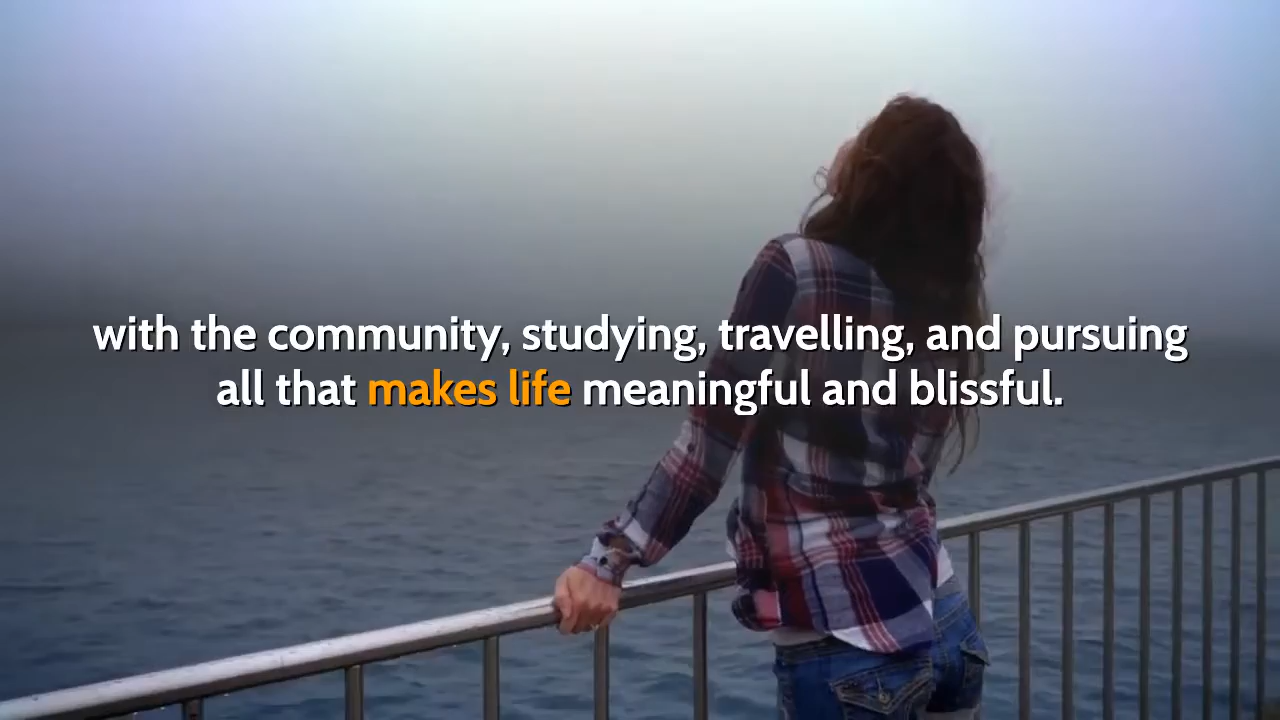 with the community, studying, travelling, and pursuing
all that makes life meaningful and blissful.